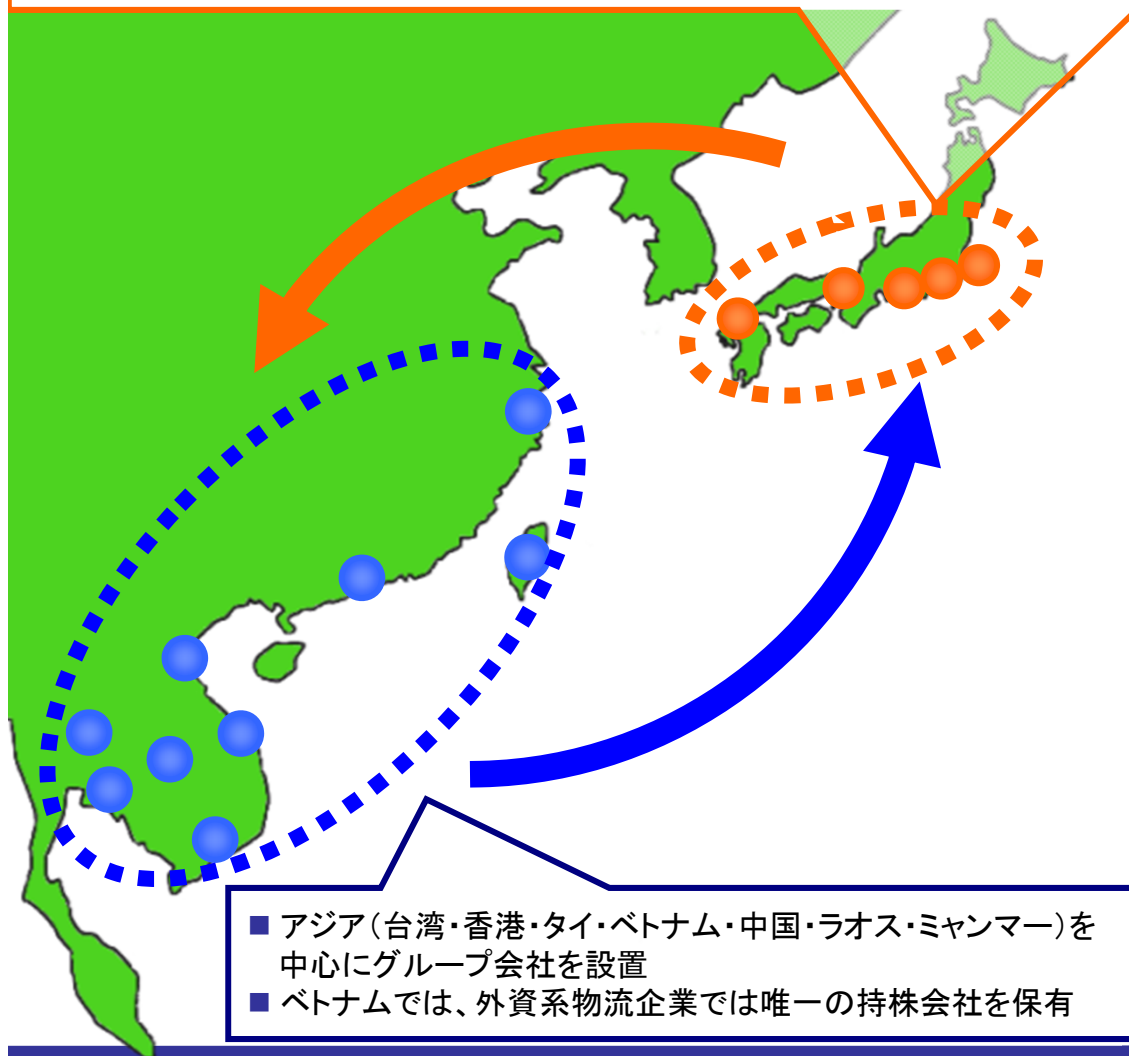 ■ アジア(台湾・香港・タイ・ベトナム・中国・ラオス・ミャンマー)を
中心にグループ会社を設置
■ ベトナムでは、外資系物流企業では唯一の持株会社を保有